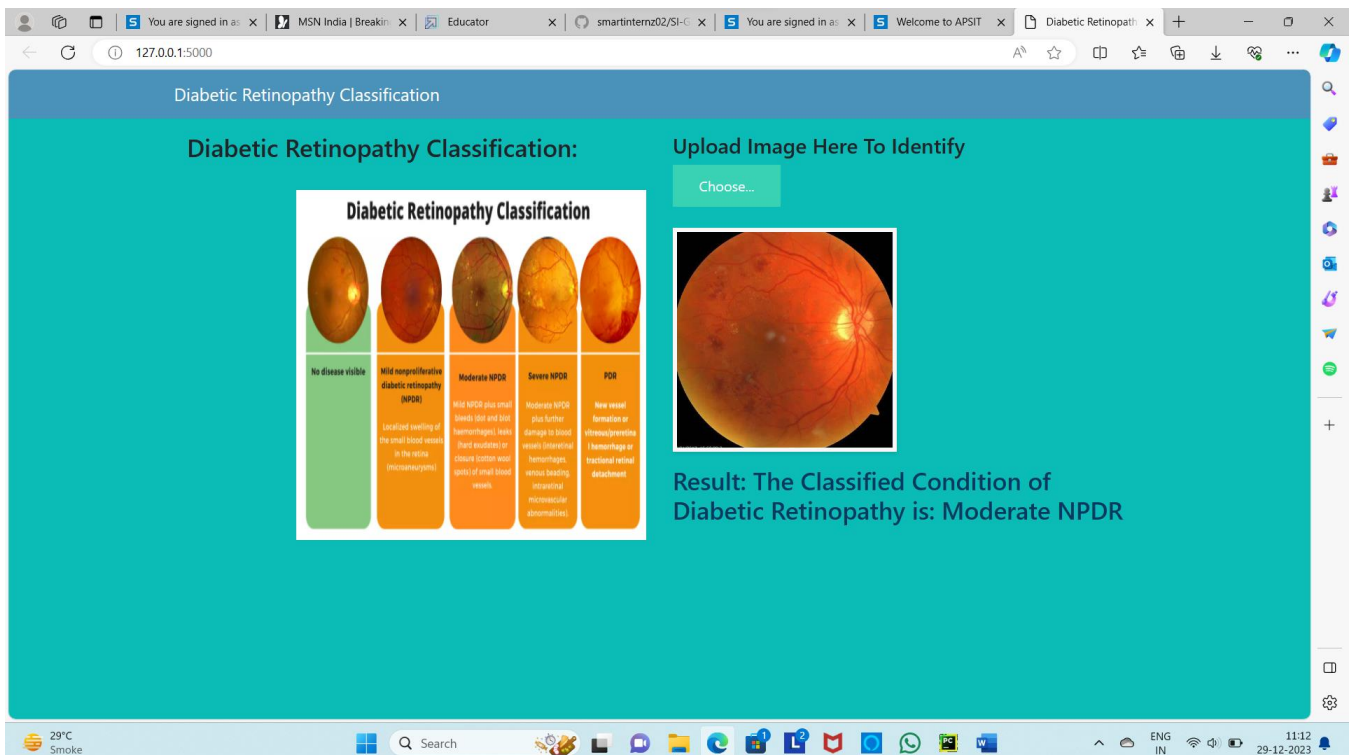 You are signed in as
MSN India | Breakin
Educator
smartinternz02/SI-G
You are signed in as
Welcome to APSIT
Diabetic Retinopath
127.0.0.1:5000
Diabetic Retinopathy Classification
Diabetic Retinopathy Classification:
Diabetic Retinopathy Classification
No disease visible
Mild nonproliferative
diabetic retinopathy
(NPDR)
Localized swelling of
the small blood vessels
in the retina
(microaneurysms)
Moderate NPDR
Mild NPDR plus small
bleeds (dot and blot
haemorrhages), leaks
(hard exudates) or
closure (cotton wool
spots) of small blood
vessels.
Severe NPDR
Moderate NPDR
plus further
damage to blood
vessels (interetinal
hemorrhages,
venous beading,
intraretinal
microvascular
abnormalities).
PDR
New vessel
formation or
vitreous/preretina
l hemorrhage or
tractional retinal
detachment
Upload Image Here To Identify
Choose...
Result: The Classified Condition of
Diabetic Retinopathy is: Moderate NPDR
29°C
Smoke
Search
ENG
IN
11:12
29-12-2023